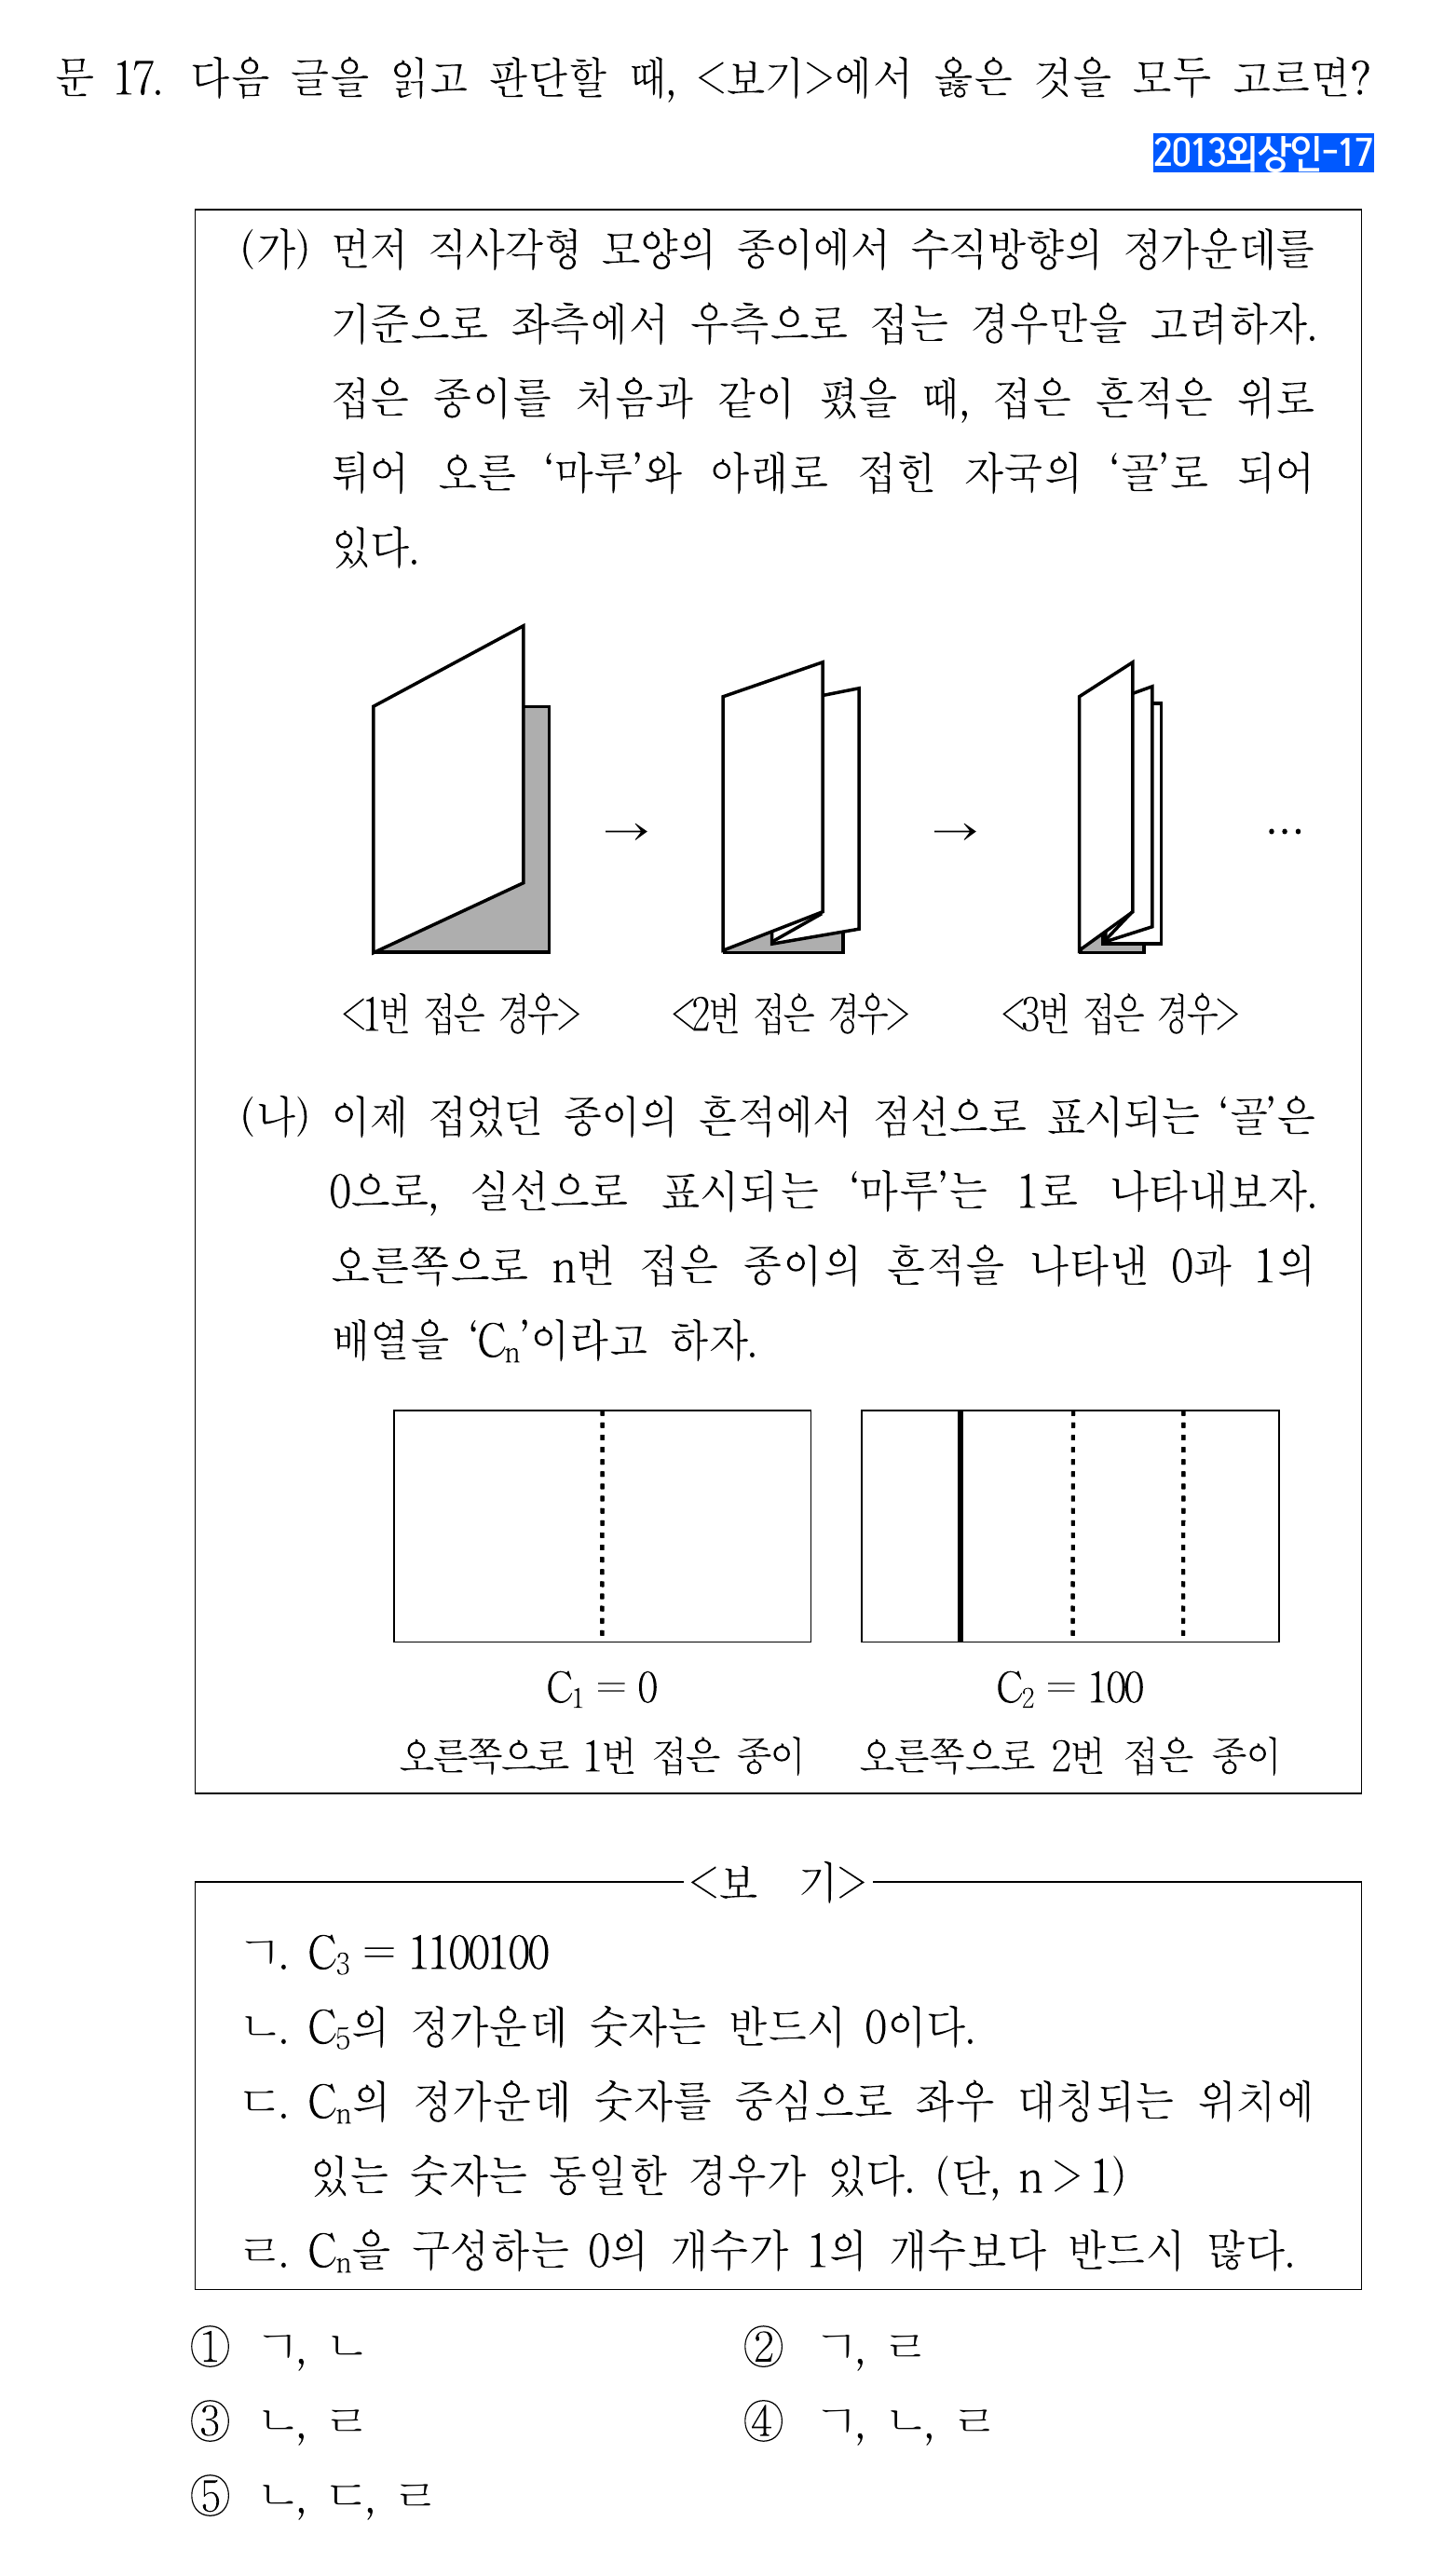 문 17. 다음 글을 읽고 판단할 때, <보기>에서 옳은 것을 모두 고르면?
2013외상인-17
(가) 먼저 직사각형 모양의 종이에서 수직방향의 정가운데를
기준으로 좌측에서 우측으로 접는 경우만을 고려하자.
접은 종이를 처음과 같이 폈을 때, 접은 흔적은 위로
튀어 오른 ‘마루’와 아래로 접힌 자국의 ‘골’로 되어
있다.
→ → …
<1번 접은 경우> <2번 접은 경우> <3번 접은 경우>
(나) 이제 접었던 종이의 흔적에서 점선으로 표시되는 ‘골’은
0으로, 실선으로 표시되는 ‘마루’는 1로 나타내보자.
오른쪽으로 n번 접은 종이의 흔적을 나타낸 0과 1의
배열을 ‘Cₙ’이라고 하자.
C₁ = 0 C₂ = 100
오른쪽으로 1번 접은 종이 오른쪽으로 2번 접은 종이
<보 기>
ㄱ. C₃ = 1100100
ㄴ. C₅의 정가운데 숫자는 반드시 0이다.
ㄷ. Cₙ의 정가운데 숫자를 중심으로 좌우 대칭되는 위치에
있는 숫자는 동일한 경우가 있다. (단, n > 1)
ㄹ. Cₙ을 구성하는 0의 개수가 1의 개수보다 반드시 많다.
① ㄱ, ㄴ ② ㄱ, ㄹ
③ ㄴ, ㄹ ④ ㄱ, ㄴ, ㄹ
⑤ ㄴ, ㄷ, ㄹ